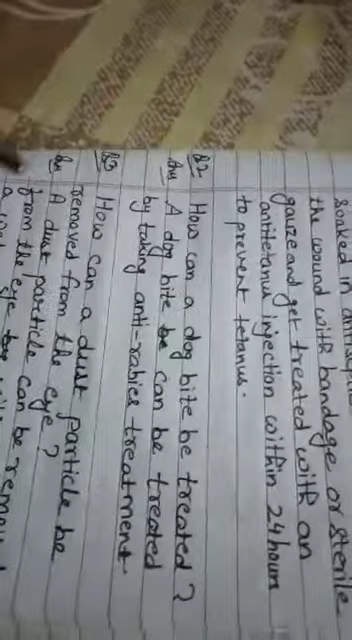 soaked in
the wound with bandage or sterile
gauze and get treated with an
antitetanus injection within 24 hours
to prevent tetanus.
Q2 How can a dog bite be treated?
Ans A dog bite can be treated
by taking anti-rabies treatment.
Q3 How can a dust particle be
removed from the eye?
Ans A dust particle can be
from the eye
a